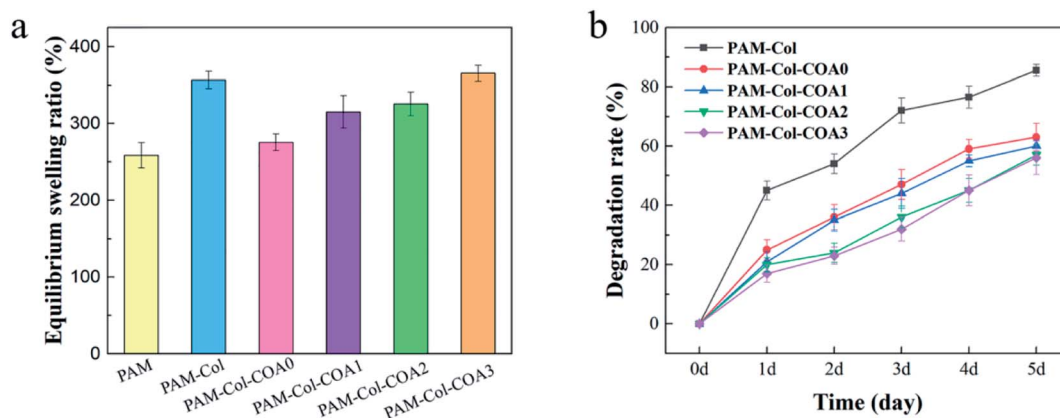 a
Equilibrium swelling ratio (%)
400
300
200
100
0
PAM
PAM-Col
PAM-Col-COA0
PAM-Col-COA1
PAM-Col-COA2
PAM-Col-COA3
b
Degradation rate (%)
100
80
60
40
20
0
PAM-Col
PAM-Col-COA0
PAM-Col-COA1
PAM-Col-COA2
PAM-Col-COA3
0d
1d
2d
3d
4d
5d
Time (day)